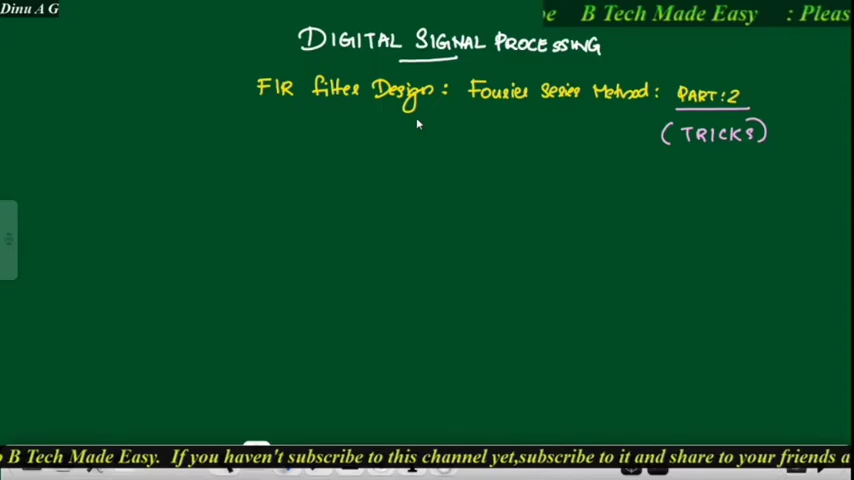 Dinu A G
be B Tech Made Easy : Pleas
DIGITAL SIGNAL PROCESSING
FIR filter Design: Fourier Series Method: PART:2
(TRICKS)
o B Tech Made Easy. If you haven't subscribe to this channel yet,subscribe to it and share to your friends a